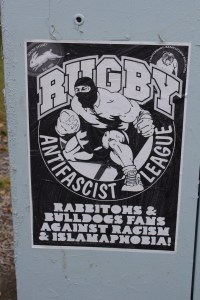 RUGBY
ANTIFASCIST LEAGUE
RABBITOHS &
BULLDOGS FANS
AGAINST RACISM
& ISLAMAPHOBIA!